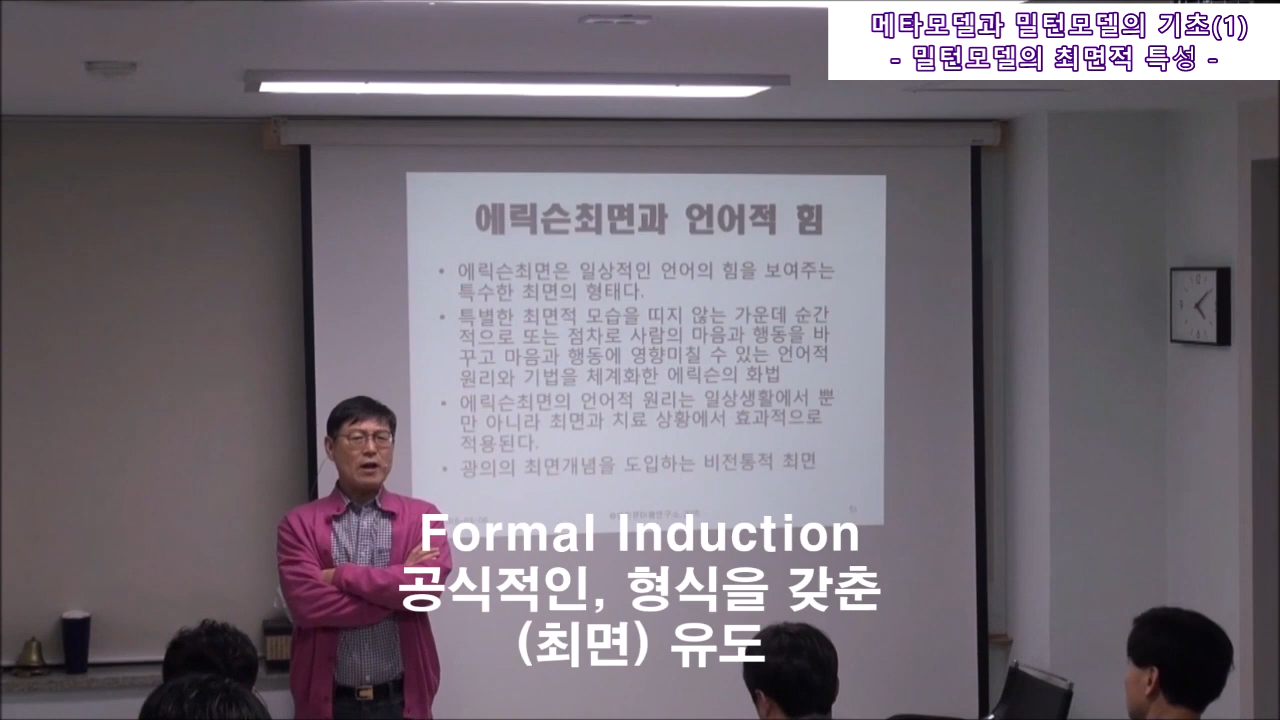 메타모델과 밀턴모델의 기초(1)
- 밀턴모델의 최면적 특성 -
에릭슨최면과 언어적 힘
• 에릭슨최면은 일상적인 언어의 힘을 보여주는
특수한 최면의 형태다.
• 특별한 최면적 모습을 띠지 않는 가운데 순간
적으로 또는 점차로 사람의 마음과 행동을 바
꾸고 마음과 행동에 영향미칠 수 있는 언어적
원리와 기법을 체계화한 에릭슨의 화법
• 에릭슨최면의 언어적 원리는 일상생활에서 뿐
만 아니라 최면과 치료 상황에서 효과적으로
적용된다.
• 광의의 최면개념을 도입하는 비전통적 최면
Formal Induction
공식적인, 형식을 갖춘
(최면) 유도